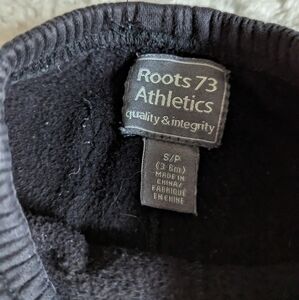 Roots 73
Athletics
quality & integrity
S/P
(3-6m)
MADE IN
CHINA/
FABRIQUÉ
EN CHINE